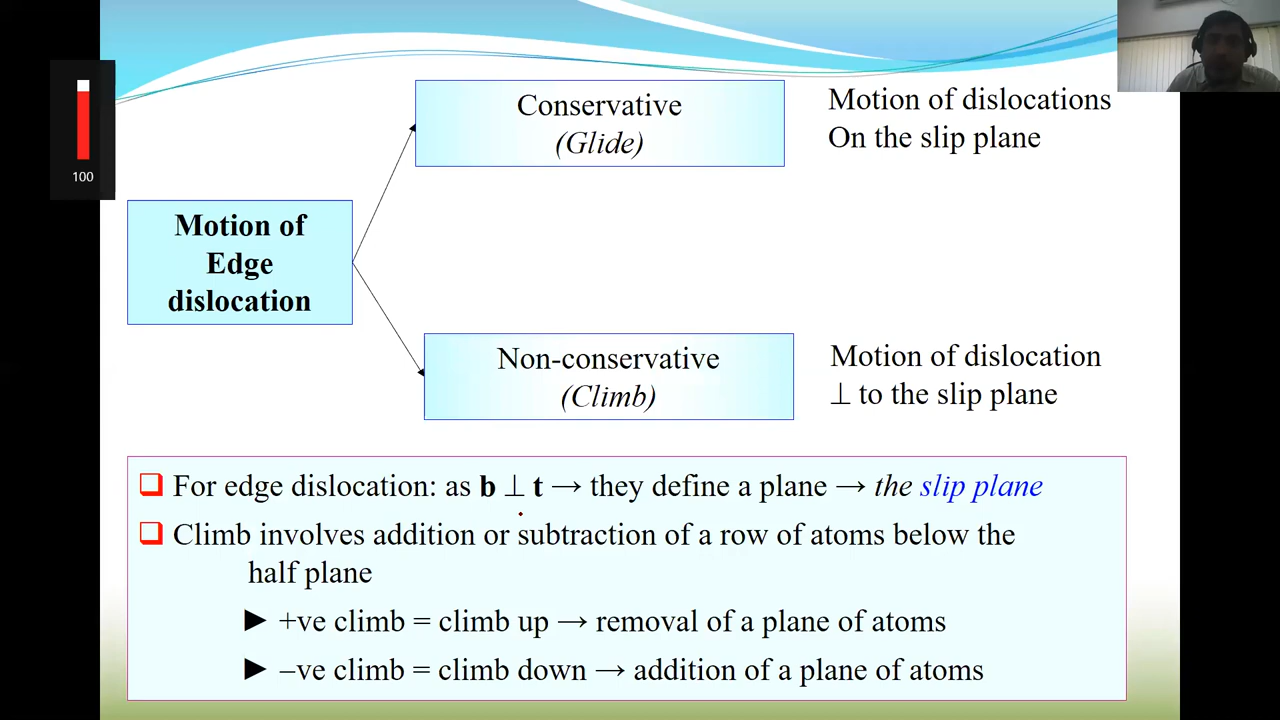 Conservative
(Glide)
Motion of dislocations
On the slip plane
100
Motion of
Edge
dislocation
Non-conservative
(Climb)
Motion of dislocation
⊥ to the slip plane
❑ For edge dislocation: as b ⊥ t → they define a plane → the slip plane
❑ Climb involves addition or subtraction of a row of atoms below the
half plane
► +ve climb = climb up → removal of a plane of atoms
► –ve climb = climb down → addition of a plane of atoms